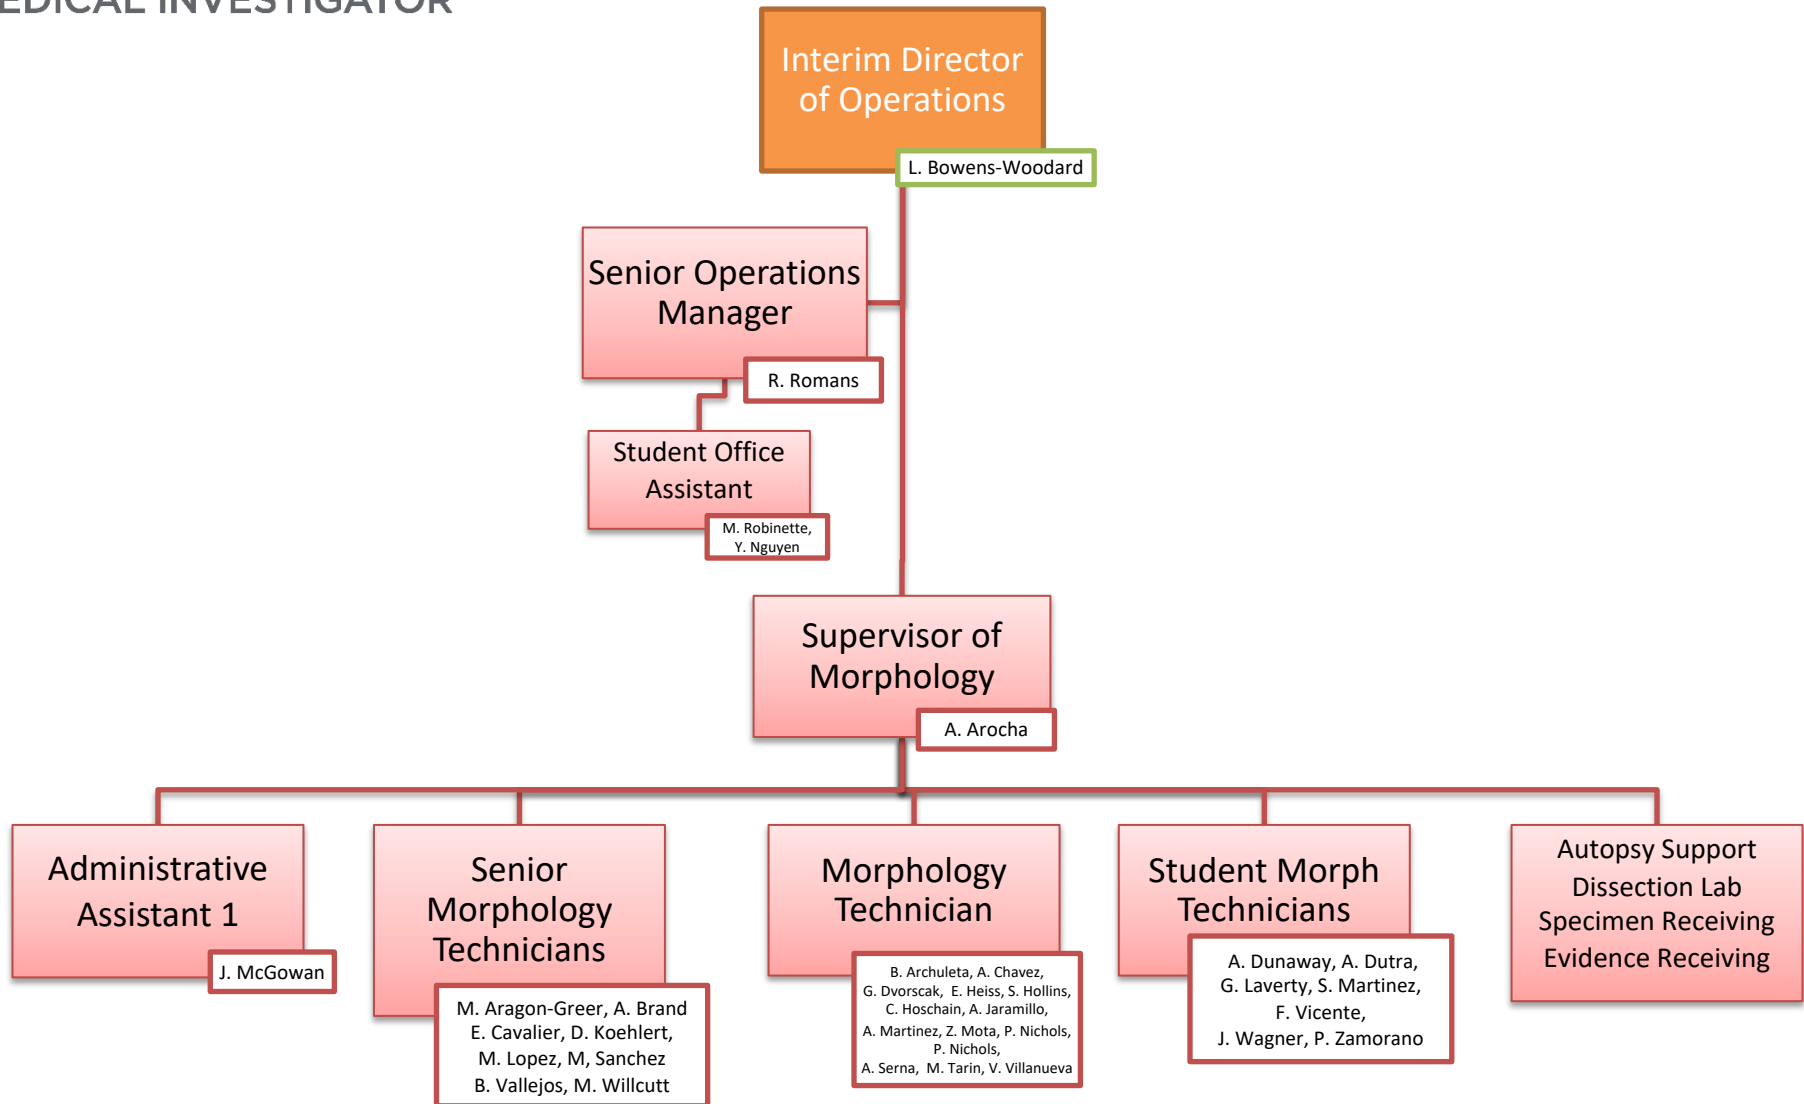 EDICAL INVESTIGATOR
Interim Director
of Operations
L. Bowens-Woodard
Senior Operations
Manager
R. Romans
Student Office
Assistant
M. Robinette,
Y. Nguyen
Supervisor of
Morphology
A. Arocha
Administrative
Assistant 1
J. McGowan
Senior
Morphology
Technicians
M. Aragon-Greer, A. Brand
E. Cavalier, D. Koehlert,
M. Lopez, M, Sanchez
B. Vallejos, M. Willcutt
Morphology
Technician
B. Archuleta, A. Chavez,
G. Dvorscak, E. Heiss, S. Hollins,
C. Hoschain, A. Jaramillo,
A. Martinez, Z. Mota, P. Nichols,
P. Nichols,
A. Serna, M. Tarin, V. Villanueva
Student Morph
Technicians
A. Dunaway, A. Dutra,
G. Laverty, S. Martinez,
F. Vicente,
J. Wagner, P. Zamorano
Autopsy Support
Dissection Lab
Specimen Receiving
Evidence Receiving